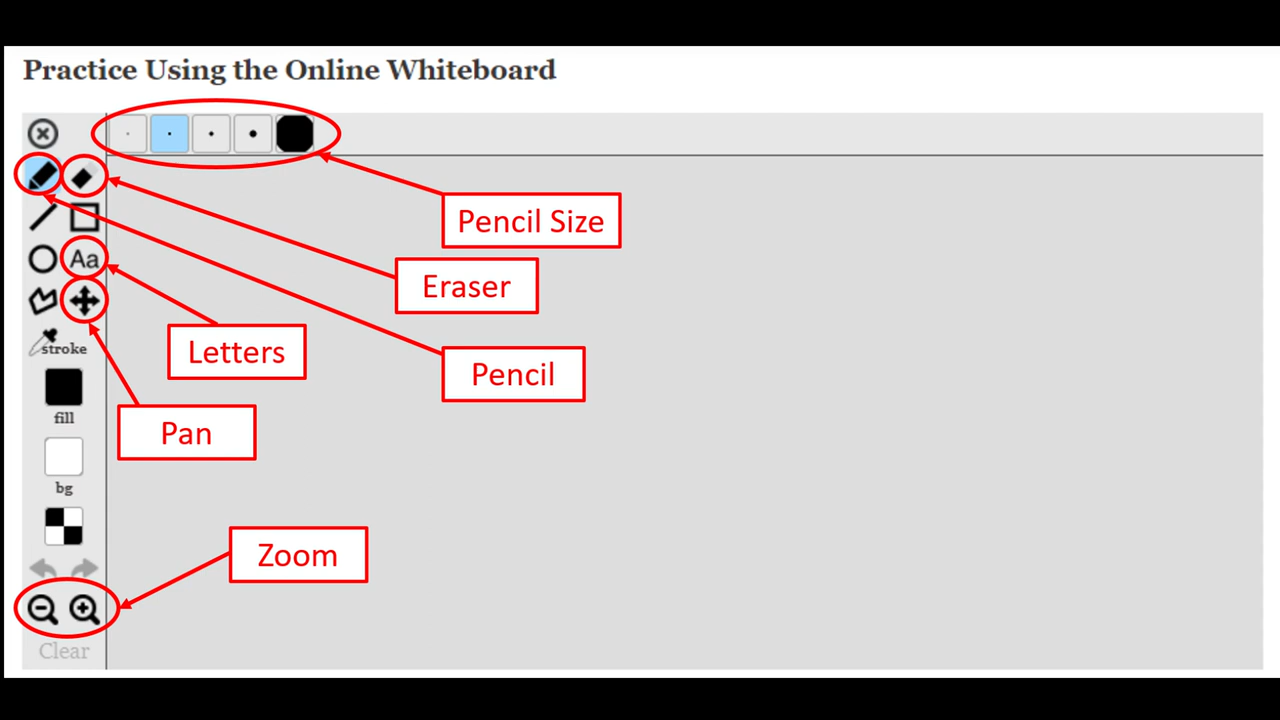 Practice Using the Online Whiteboard
Pencil Size
Eraser
Aa
Letters
stroke
Pencil
fill
Pan
bg
Zoom
Clear